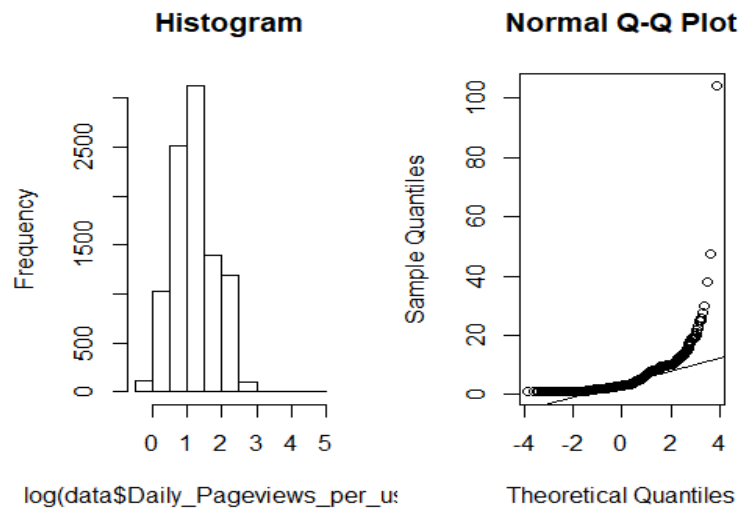 Histogram
Frequency
0
500
1500
2500
0 1 2 3 4 5
log(data$Daily_Pageviews_per_us
Normal Q-Q Plot
Sample Quantiles
0
20
40
60
80
100
-4 -2 0 2 4
Theoretical Quantiles